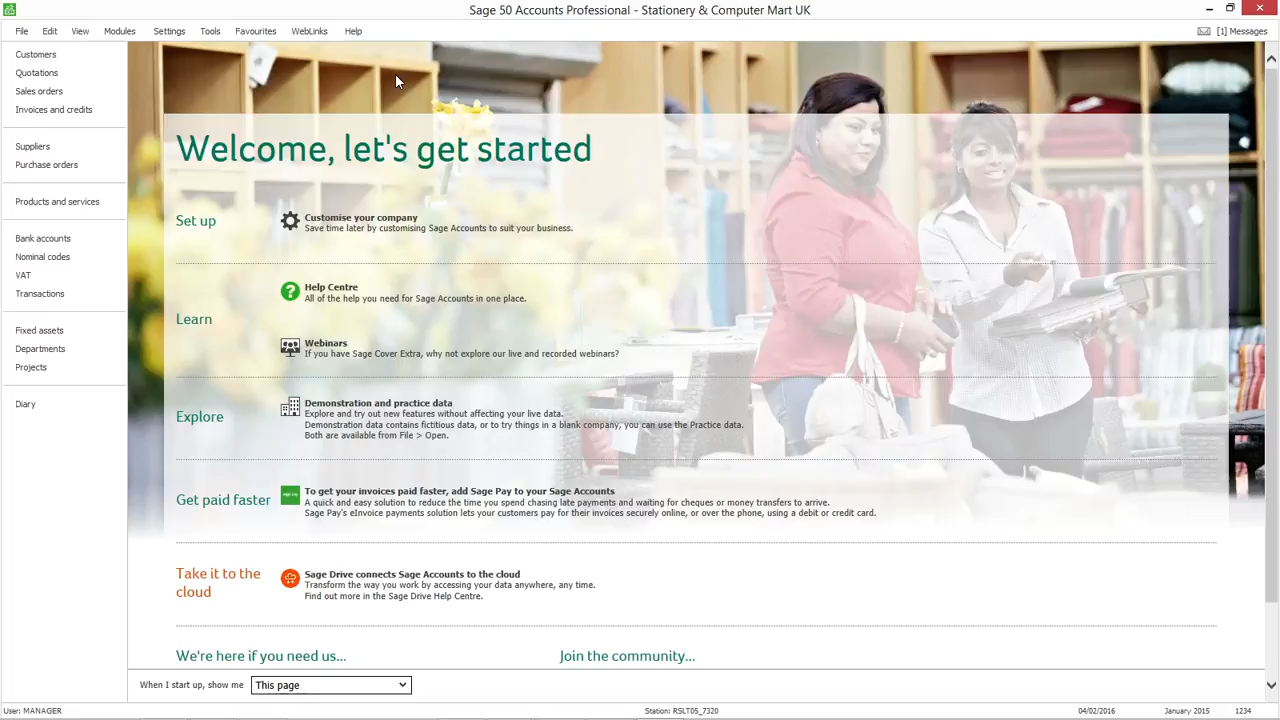 Sage 50 Accounts Professional - Stationery & Computer Mart UK
File Edit View Modules Settings Tools Favourites WebLinks Help [1] Messages
Customers
Quotations
Sales orders
Invoices and credits
Suppliers
Purchase orders
Products and services
Bank accounts
Nominal codes
VAT
Transactions
Fixed assets
Departments
Projects
Diary
Welcome, let's get started
Set up
Customise your company
Save time later by customising Sage Accounts to suit your business.
Learn
Help Centre
All of the help you need for Sage Accounts in one place.
Webinars
If you have Sage Cover Extra, why not explore our live and recorded webinars?
Explore
Demonstration and practice data
Explore and try out new features without affecting your live data.
Demonstration data contains fictitious data, or to try things in a blank company, you can use the Practice data.
Both are available from File > Open.
Get paid faster
To get your invoices paid faster, add Sage Pay to your Sage Accounts
A quick and easy solution to reduce the time you spend chasing late payments and waiting for cheques or money transfers to arrive.
Sage Pay's eInvoice payments solution lets your customers pay for their invoices securely online, or over the phone, using a debit or credit card.
Take it to the
cloud
Sage Drive connects Sage Accounts to the cloud
Transform the way you work by accessing your data anywhere, any time.
Find out more in the Sage Drive Help Centre.
We're here if you need us...
Join the community...
When I start up, show me This page
User: MANAGER Station: RSLT05_7320 04/02/2016 January 2015 1234